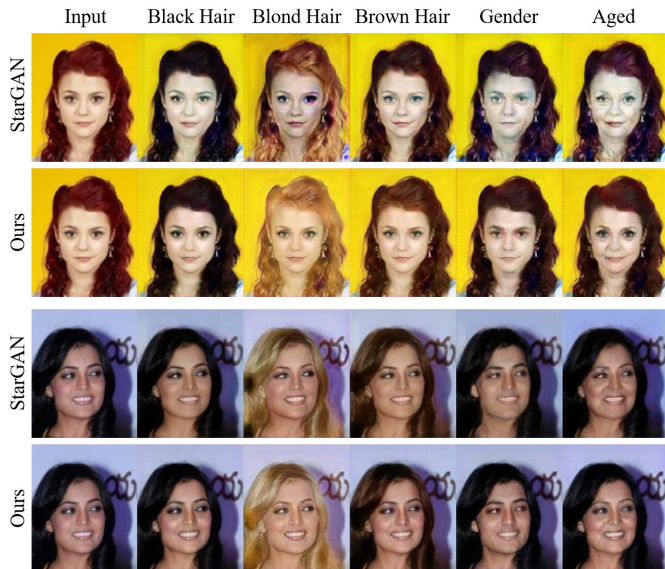 Input Black Hair Blond Hair Brown Hair Gender Aged
StarGAN
Ours
StarGAN
Ours